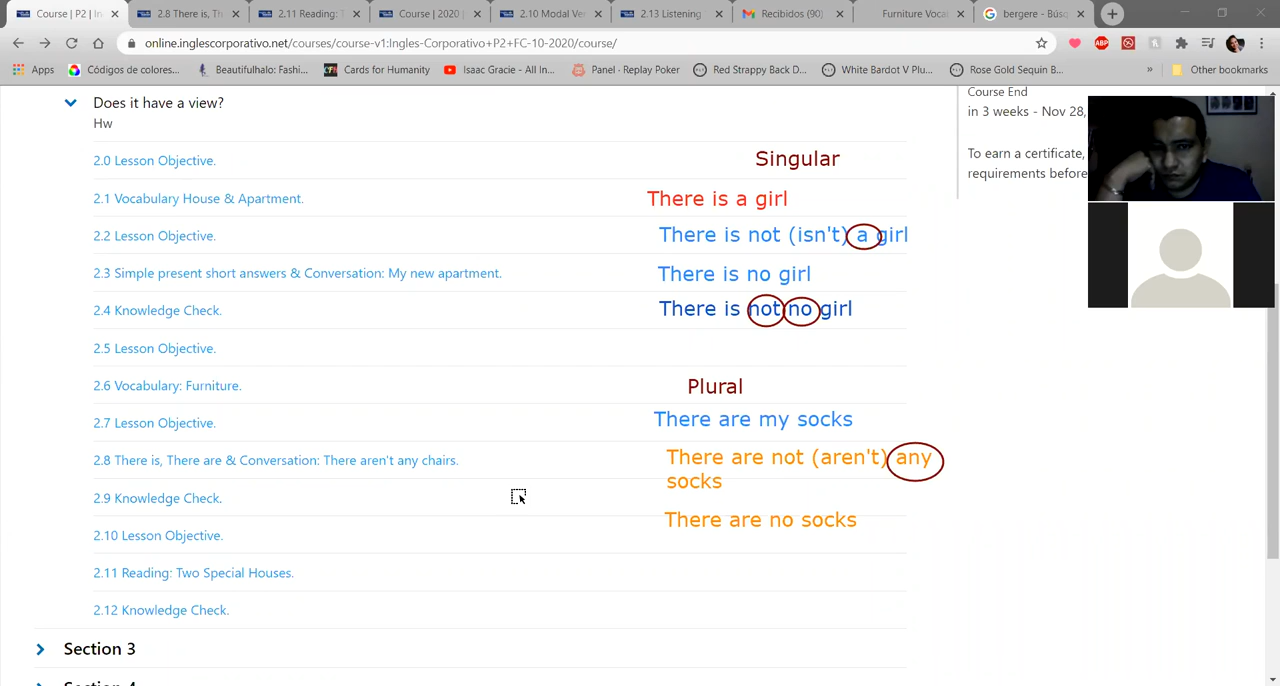 Course | P2 | In
2.8 There is, Th
2.11 Reading: T
Course | 2020 |
2.10 Modal Ver
2.13 Listening
Recibidos (90)
Furniture Vocal
bergere - Búsq
online.inglescorporativo.net/courses/course-v1:Ingles-Corporativo+P2+FC-10-2020/course/
ABP
Apps
Códigos de colores...
Beautifulhalo: Fashi...
Cards for Humanity
Isaac Gracie - All In...
Panel · Replay Poker
Red Strappy Back D...
White Bardot V Plu...
Rose Gold Sequin B...
»
Other bookmarks
Does it have a view?
Hw
2.0 Lesson Objective.
2.1 Vocabulary House & Apartment.
2.2 Lesson Objective.
2.3 Simple present short answers & Conversation: My new apartment.
2.4 Knowledge Check.
2.5 Lesson Objective.
2.6 Vocabulary: Furniture.
2.7 Lesson Objective.
2.8 There is, There are & Conversation: There aren't any chairs.
2.9 Knowledge Check.
2.10 Lesson Objective.
2.11 Reading: Two Special Houses.
2.12 Knowledge Check.
Section 3
Section 4
Singular
There is a girl
There is not (isn't) a girl
There is no girl
There is not no girl
Plural
There are my socks
There are not (aren't) any
socks
There are no socks
Course End
in 3 weeks - Nov 28,
To earn a certificate,
requirements before